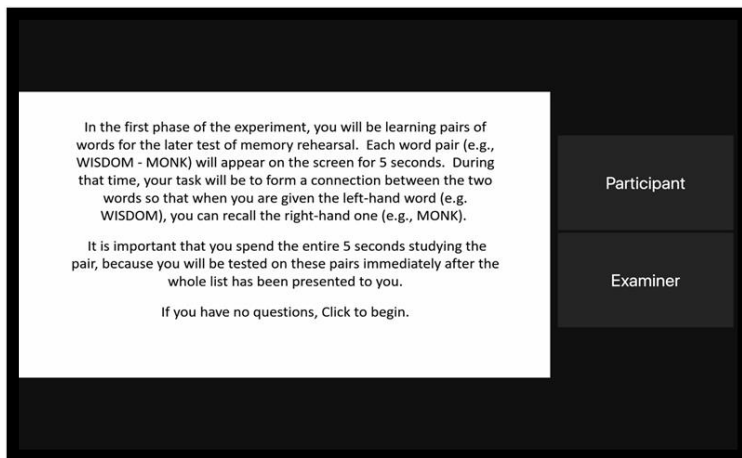 In the first phase of the experiment, you will be learning pairs of
words for the later test of memory rehearsal.  Each word pair (e.g.,
WISDOM - MONK) will appear on the screen for 5 seconds.  During
that time, your task will be to form a connection between the two
words so that when you are given the left-hand word (e.g.
WISDOM), you can recall the right-hand one (e.g., MONK).
It is important that you spend the entire 5 seconds studying the
pair, because you will be tested on these pairs immediately after the
whole list has been presented to you.
If you have no questions, Click to begin.
Participant
Examiner